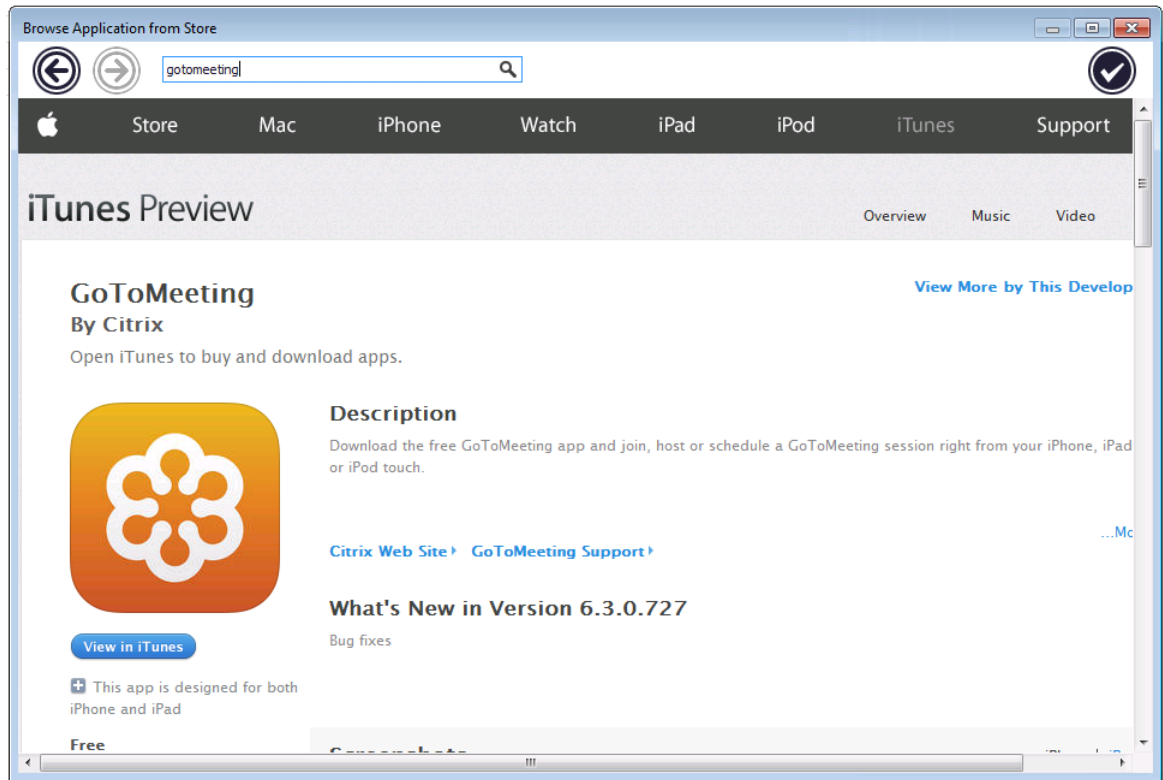 Browse Application from Store
gotomeeting
Store Mac iPhone Watch iPad iPod iTunes Support
iTunes Preview
Overview Music Video
GoToMeeting
View More by This Develop
By Citrix
Open iTunes to buy and download apps.
Description
Download the free GoToMeeting app and join, host or schedule a GoToMeeting session right from your iPhone, iPad
or iPod touch.
...Mo
Citrix Web Site GoToMeeting Support
What's New in Version 6.3.0.727
Bug fixes
View in iTunes
This app is designed for both
iPhone and iPad
Free
Screenshots